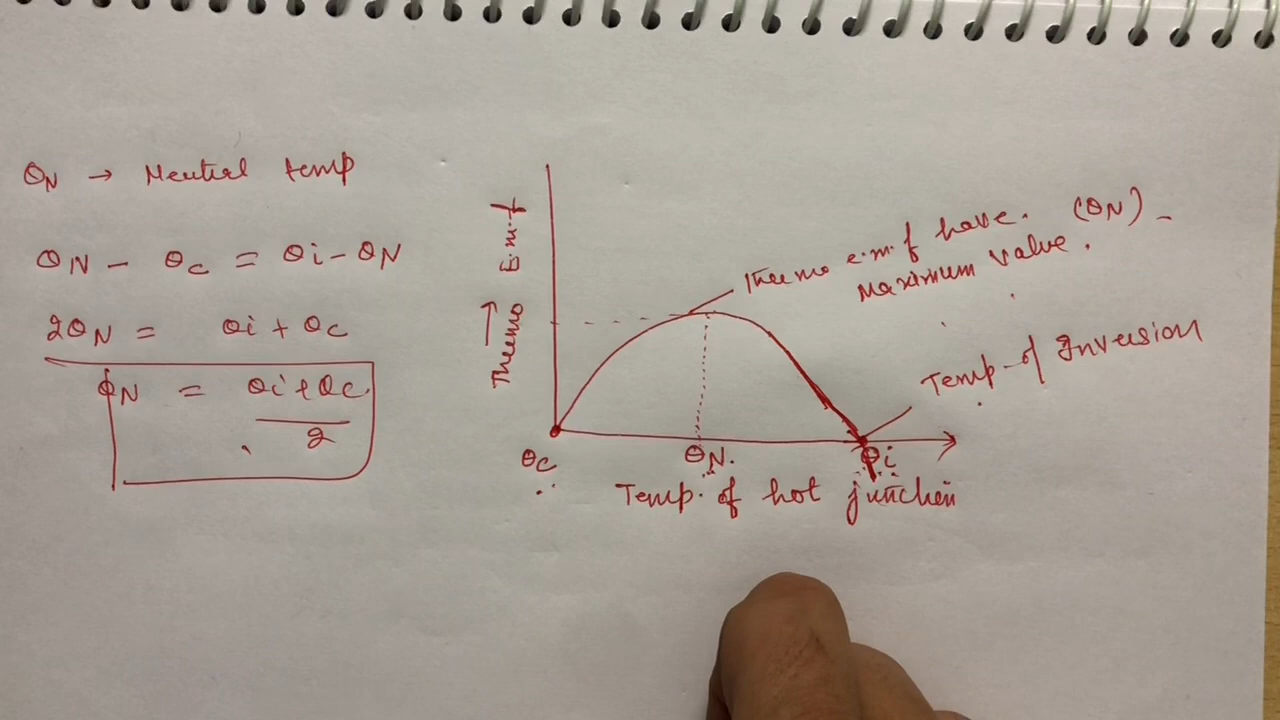 θN → Neutral temp
θN - θc = θi - θN
2θN = θi + θc
θN = θi + θc
2
→ Thermo E.m.f
Thermo e.m.f have. (θN) -
Maximum value.
Temp. of Inversion
θc
θN.
θi
Temp. of hot junction